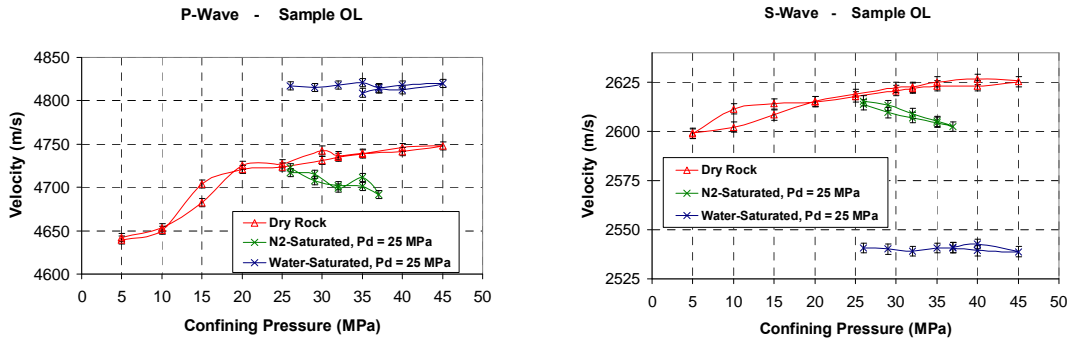 P-Wave - Sample OL
4850
4800
4750
4700
4650
4600
Velocity (m/s)
Dry Rock
N2-Saturated, Pd = 25 MPa
Water-Saturated, Pd = 25 MPa
0 5 10 15 20 25 30 35 40 45 50
Confining Pressure (MPa)
S-Wave - Sample OL
2625
2600
2575
2550
2525
Velocity (m/s)
Dry Rock
N2-Saturated, Pd = 25 MPa
Water-Saturated, Pd = 25 MPa
0 5 10 15 20 25 30 35 40 45 50
Confining Pressure (MPa)